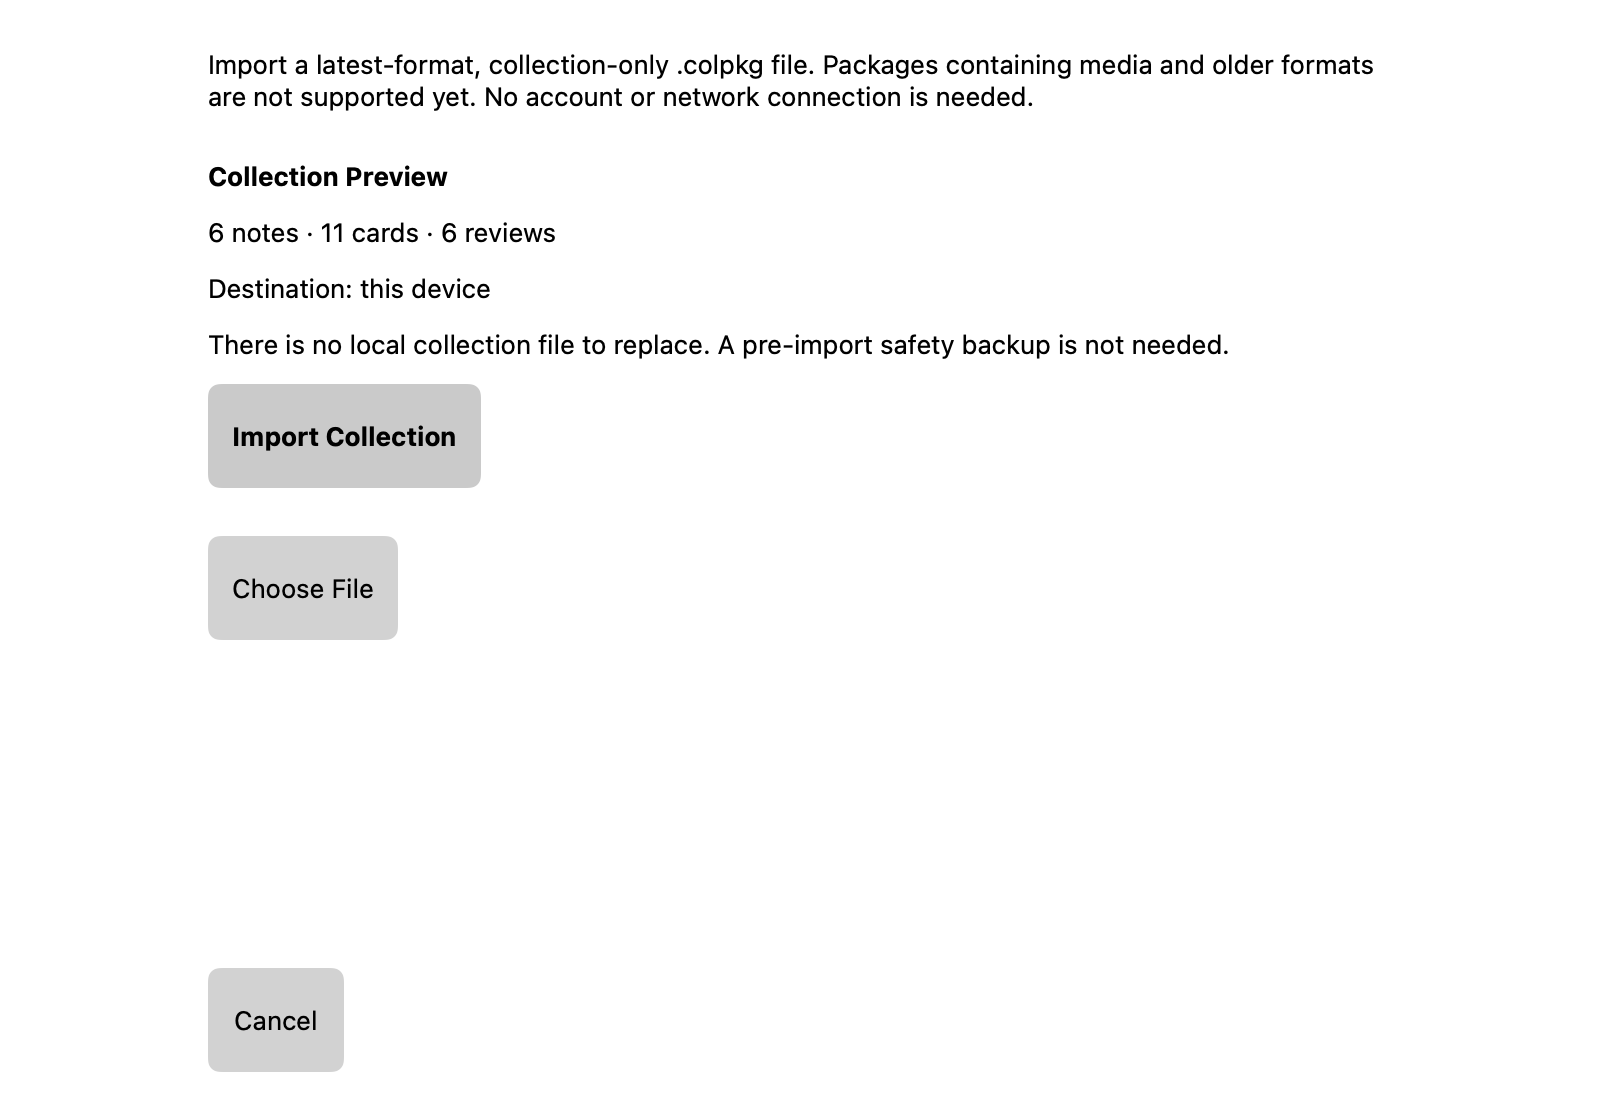 Import a latest-format, collection-only .colpkg file. Packages containing media and older formats
are not supported yet. No account or network connection is needed.
Collection Preview
6 notes · 11 cards · 6 reviews
Destination: this device
There is no local collection file to replace. A pre-import safety backup is not needed.
Import Collection
Choose File
Cancel